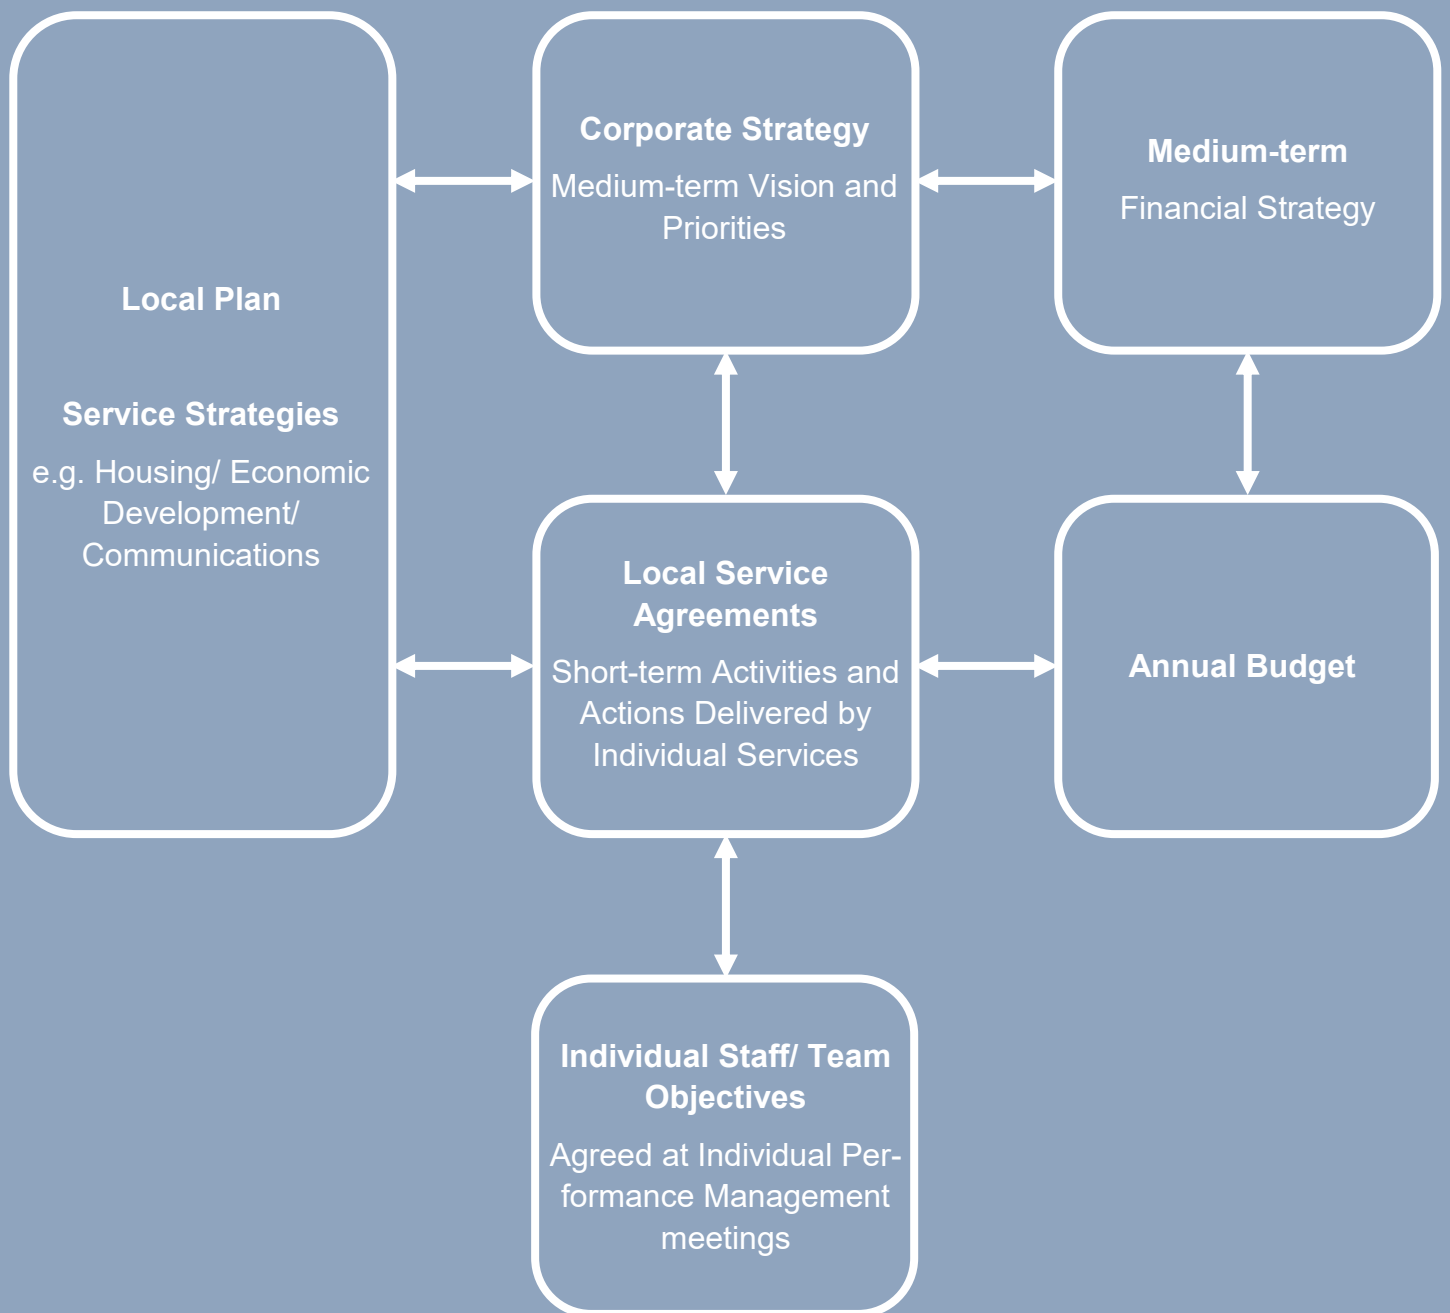 Local Plan
Service Strategies
e.g. Housing/ Economic
Development/
Communications
Corporate Strategy
Medium-term Vision and
Priorities
Medium-term
Financial Strategy
Local Service
Agreements
Short-term Activities and
Actions Delivered by
Individual Services
Annual Budget
Individual Staff/ Team
Objectives
Agreed at Individual Per-
formance Management
meetings